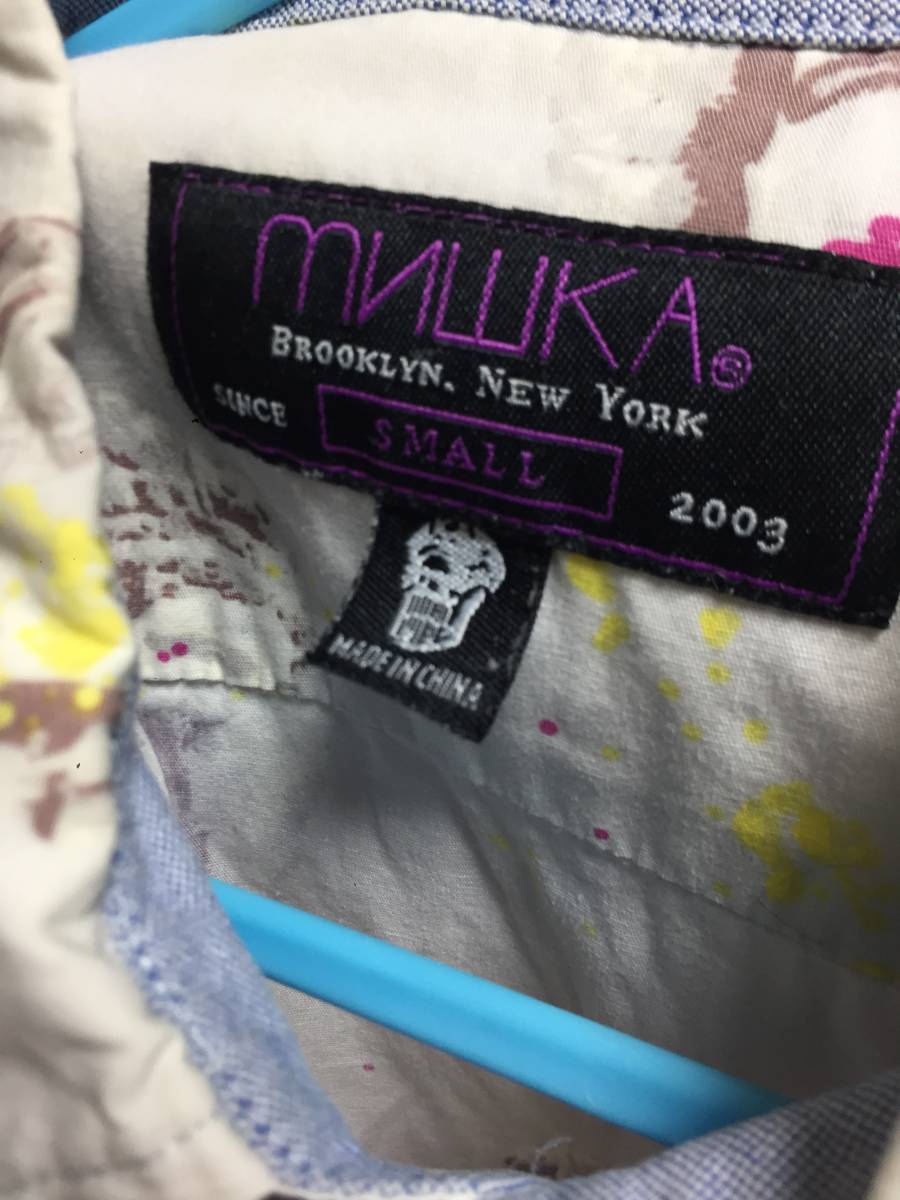 мишка®
BROOKLYN, NEW YORK
SINCE SMALL 2003
MADE IN CHINA